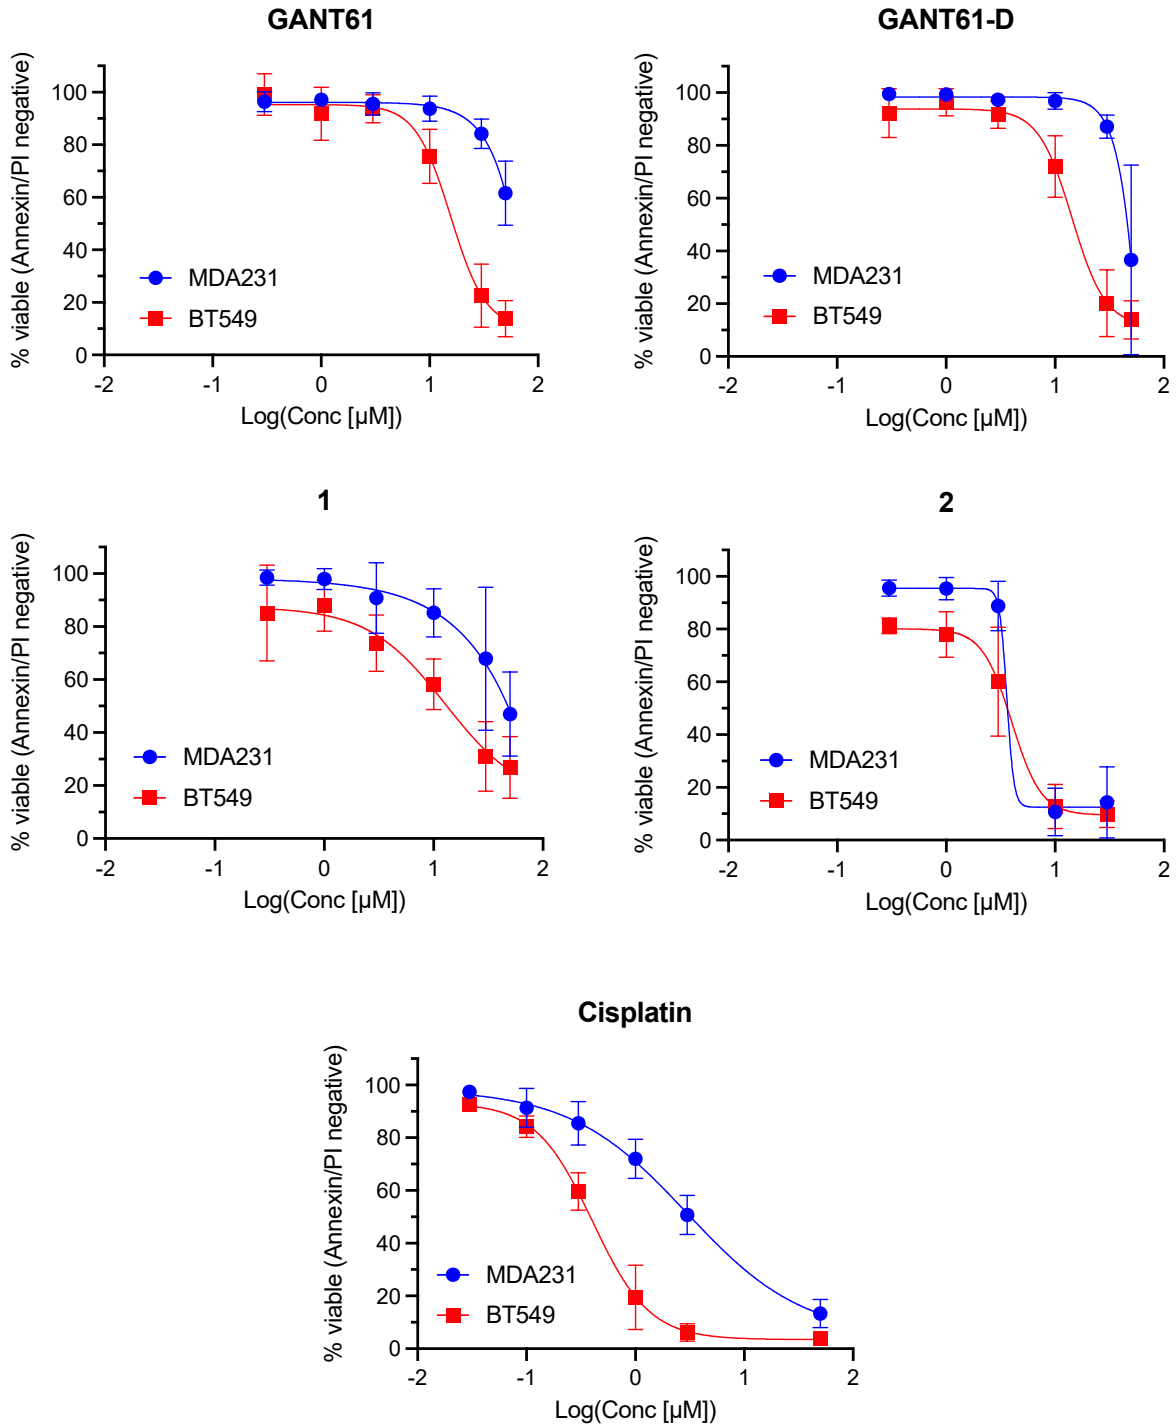 GANT61
% viable (Annexin/PI negative)
100
80
60
40
20
0
MDA231
BT549
-2 -1 0 1 2
Log(Conc [µM])
GANT61-D
% viable (Annexin/PI negative)
100
80
60
40
20
0
MDA231
BT549
-2 -1 0 1 2
Log(Conc [µM])
1
% viable (Annexin/PI negative)
100
80
60
40
20
0
MDA231
BT549
-2 -1 0 1 2
Log(Conc [µM])
2
% viable (Annexin/PI negative)
100
80
60
40
20
0
MDA231
BT549
-2 -1 0 1 2
Log(Conc [µM])
Cisplatin
% viable (Annexin/PI negative)
100
80
60
40
20
0
MDA231
BT549
-2 -1 0 1 2
Log(Conc [µM])